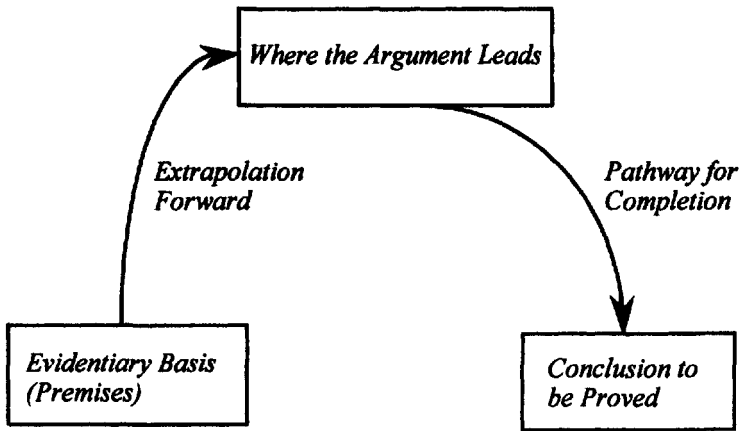 Where the Argument Leads
Extrapolation
Forward
Pathway for
Completion
Evidentiary Basis
(Premises)
Conclusion to
be Proved